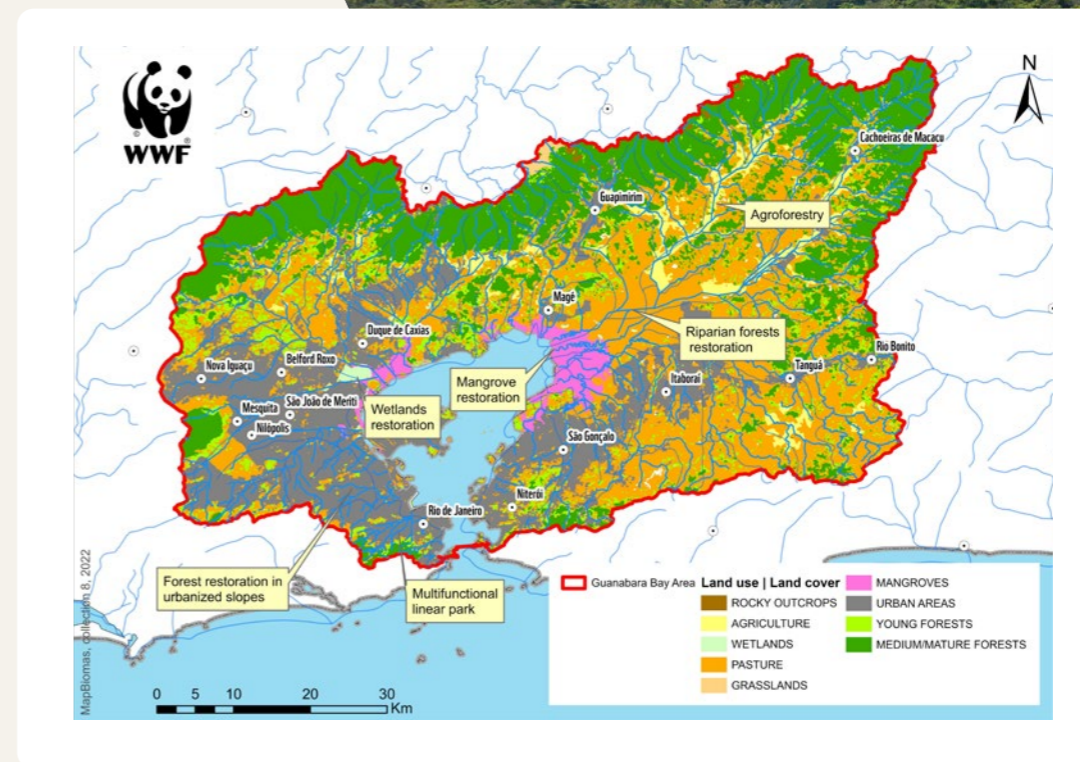 WWF
N
Cachoeiras de Macacu
Guapimirim
Agroforestry
Magé
Duque de Caxias
Riparian forests
restoration
Rio Bonito
Nova Iguaçu
Belford Roxo
Tanguá
Mangrove
restoration
Itaboraí
Mesquita
São João de Meriti
Wetlands
restoration
Nilópolis
São Gonçalo
Niterói
Rio de Janeiro
Forest restoration in
urbanized slopes
Multifunctional
linear park
MapBiomas, collection 8, 2022
Guanabara Bay Area
Land use | Land cover
ROCKY OUTCROPS
AGRICULTURE
WETLANDS
PASTURE
GRASSLANDS
MANGROVES
URBAN AREAS
YOUNG FORESTS
MEDIUM/MATURE FORESTS
0 5 10 20 30
Km